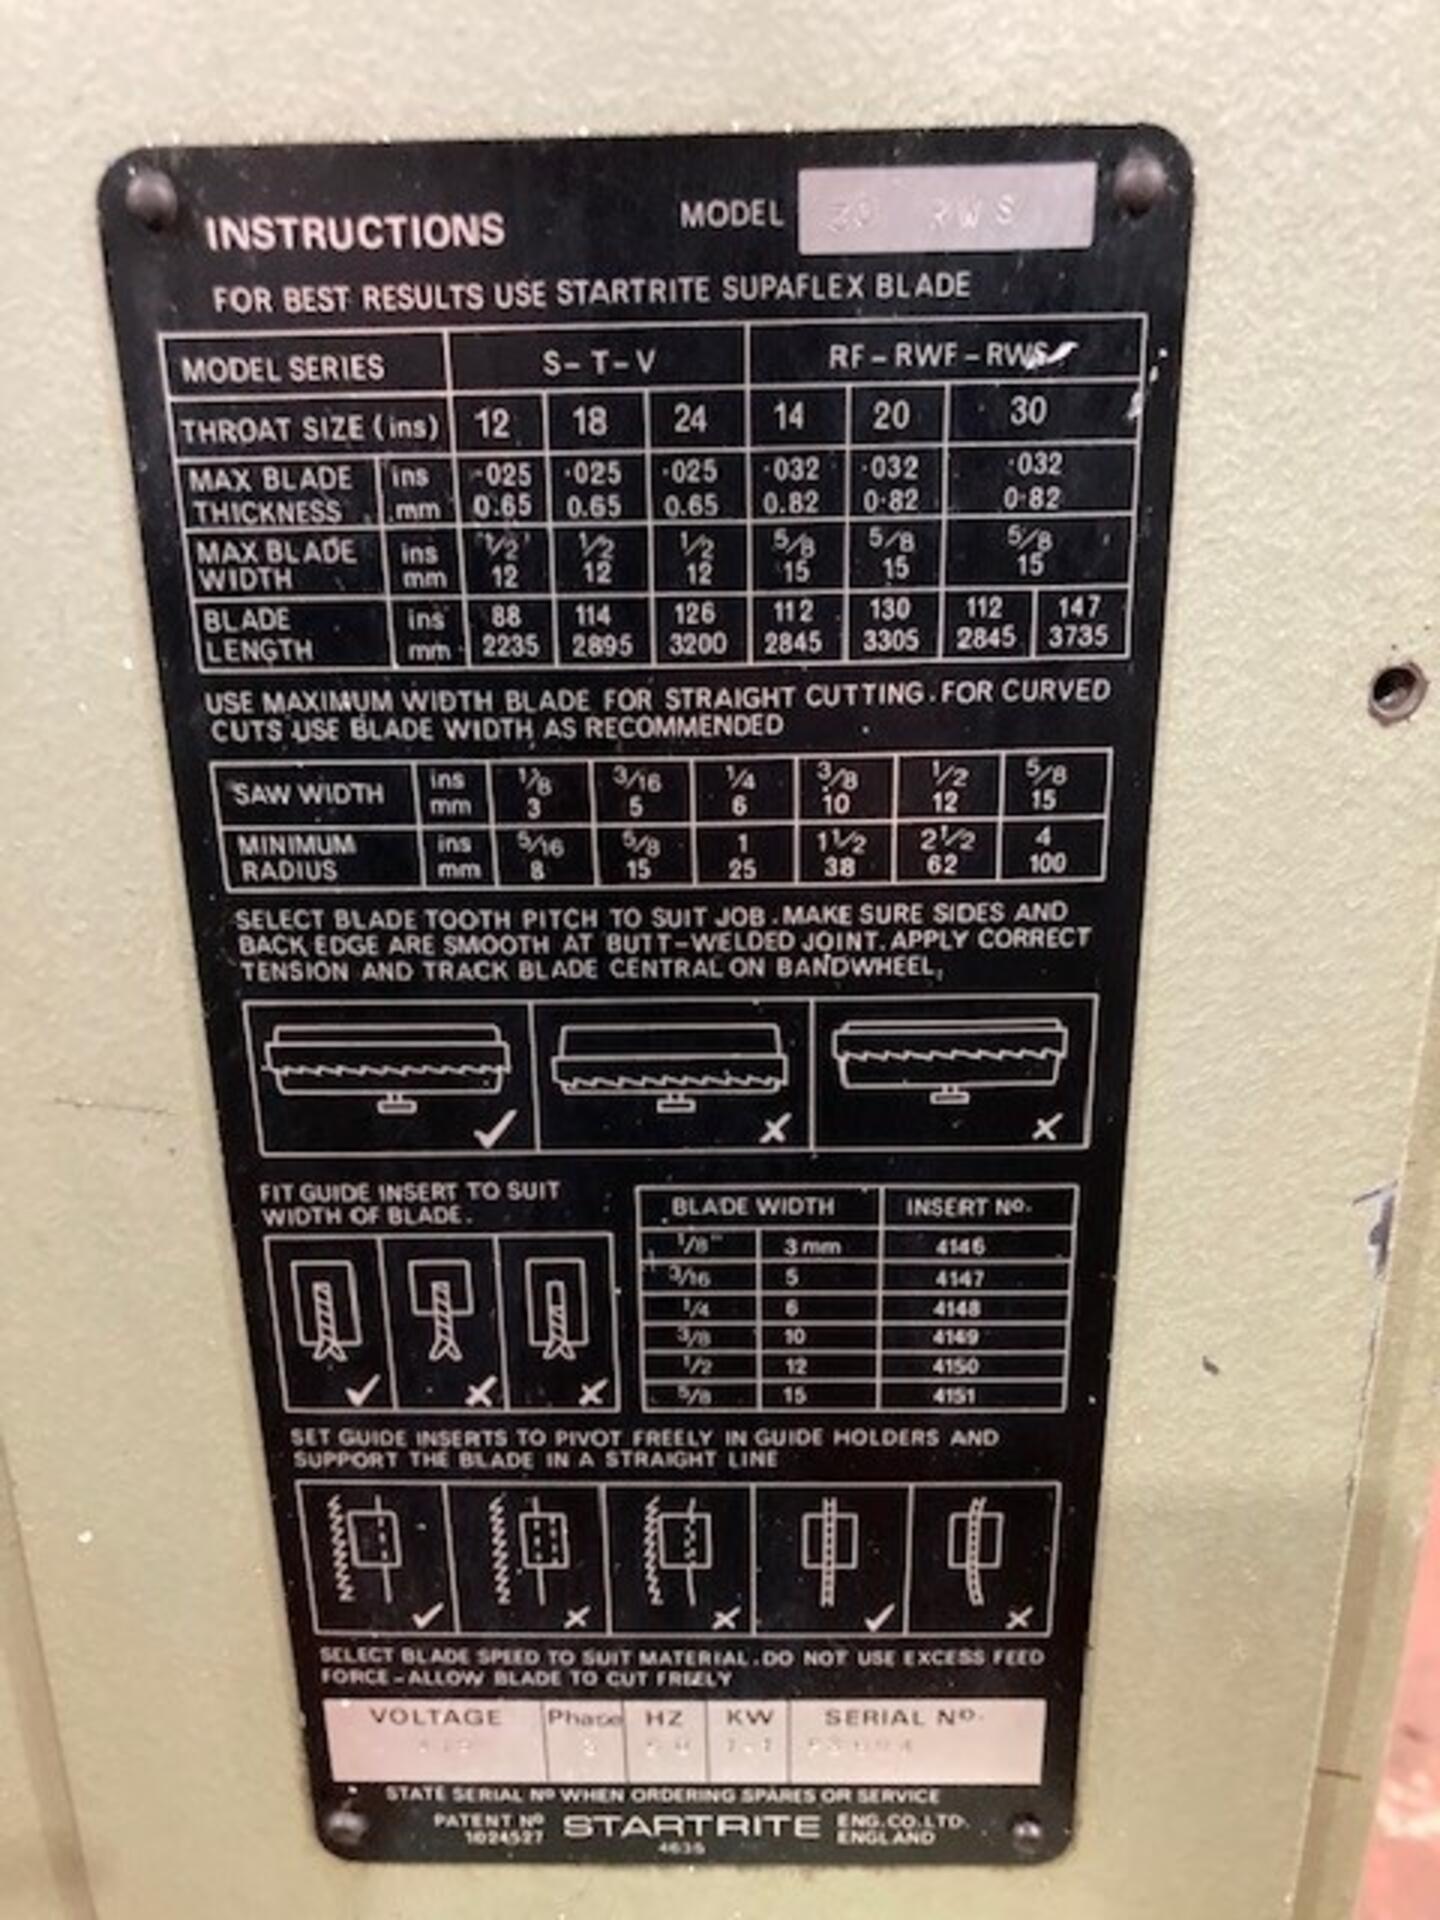 INSTRUCTIONS MODEL RWS
FOR BEST RESULTS USE STARTRITE SUPAFLEX BLADE
MODEL SERIES S-T-V RF-RWF-RWS
THROAT SIZE (ins) 12 18 24 14 20 30
MAX BLADE THICKNESS ins ·025 ·025 ·025 ·032 ·032 ·032
mm 0.65 0.65 0.65 0.82 0·82 0·82
MAX BLADE WIDTH ins 1/2 1/2 1/2 5/8 5/8 5/8
mm 12 12 12 15 15 15
BLADE LENGTH ins 88 114 126 112 130 112 147
mm 2235 2895 3200 2845 3305 2845 3735
USE MAXIMUM WIDTH BLADE FOR STRAIGHT CUTTING. FOR CURVED
CUTS USE BLADE WIDTH AS RECOMMENDED
SAW WIDTH ins 1/8 3/16 1/4 3/8 1/2 5/8
mm 3 5 6 10 12 15
MINIMUM RADIUS ins 5/16 5/8 1 1 1/2 2 1/2 4
mm 8 15 25 38 62 100
SELECT BLADE TOOTH PITCH TO SUIT JOB. MAKE SURE SIDES AND
BACK EDGE ARE SMOOTH AT BUTT-WELDED JOINT. APPLY CORRECT
TENSION AND TRACK BLADE CENTRAL ON BANDWHEEL,
FIT GUIDE INSERT TO SUIT
WIDTH OF BLADE.
BLADE WIDTH INSERT No.
1/8" 3 mm 4146
3/16 5 4147
1/4 6 4148
3/8 10 4149
1/2 12 4150
5/8 15 4151
SET GUIDE INSERTS TO PIVOT FREELY IN GUIDE HOLDERS AND
SUPPORT THE BLADE IN A STRAIGHT LINE
SELECT BLADE SPEED TO SUIT MATERIAL. DO NOT USE EXCESS FEED
FORCE-ALLOW BLADE TO CUT FREELY
VOLTAGE Phase HZ KW SERIAL No.
STATE SERIAL No WHEN ORDERING SPARES OR SERVICE
PATENT No 1024527 STARTRITE ENG.CO.LTD. ENGLAND
4635